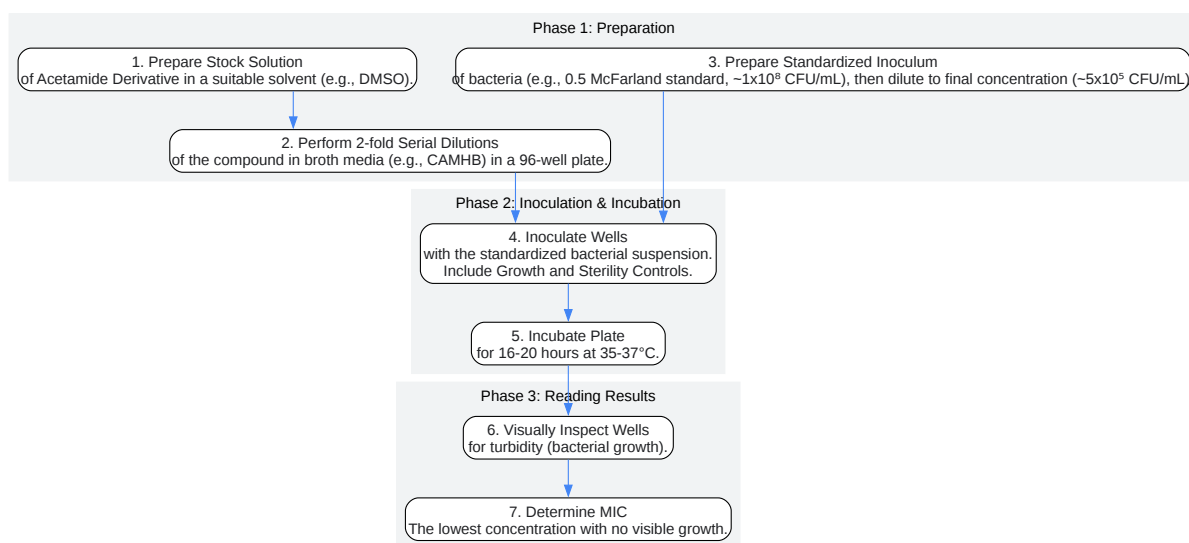 Phase 1: Preparation
1. Prepare Stock Solution
of Acetamide Derivative in a suitable solvent (e.g., DMSO).
3. Prepare Standardized Inoculum
of bacteria (e.g., 0.5 McFarland standard, ~1x10⁸ CFU/mL), then dilute to final concentration (~5x10⁵ CFU/mL)
2. Perform 2-fold Serial Dilutions
of the compound in broth media (e.g., CAMHB) in a 96-well plate.
Phase 2: Inoculation & Incubation
4. Inoculate Wells
with the standardized bacterial suspension.
Include Growth and Sterility Controls.
5. Incubate Plate
for 16-20 hours at 35-37°C.
Phase 3: Reading Results
6. Visually Inspect Wells
for turbidity (bacterial growth).
7. Determine MIC
The lowest concentration with no visible growth.